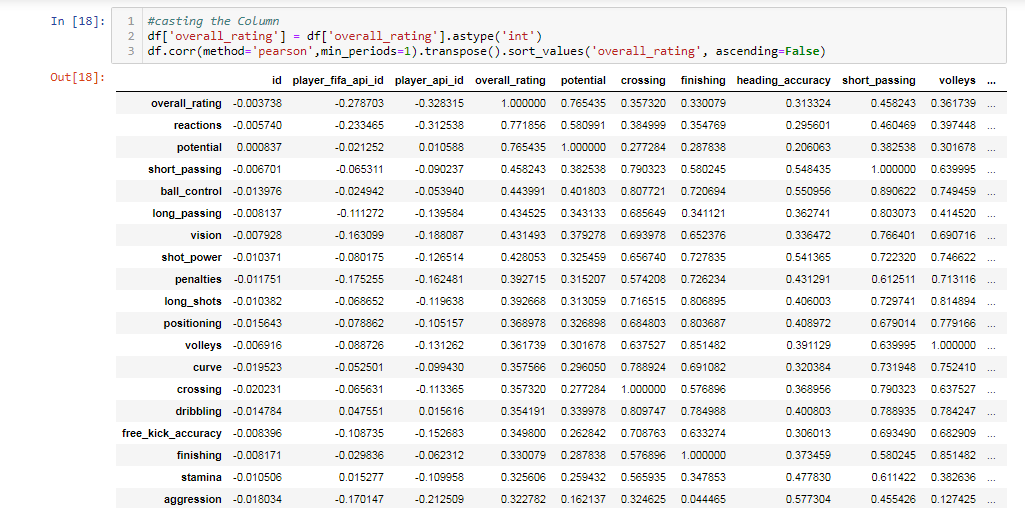 In [18]: 1 #casting the Column
2 df['overall_rating'] = df['overall_rating'].astype('int')
3 df.corr(method='pearson',min_periods=1).transpose().sort_values('overall_rating', ascending=False)
Out[18]:
id player_fifa_api_id player_api_id overall_rating potential crossing finishing heading_accuracy short_passing volleys ...
overall_rating -0.003738 -0.278703 -0.328315 1.000000 0.765435 0.357320 0.330079 0.313324 0.458243 0.361739 ...
reactions -0.005740 -0.233465 -0.312538 0.771856 0.580991 0.384999 0.354769 0.295601 0.460469 0.397448 ...
potential 0.000837 -0.021252 0.010588 0.765435 1.000000 0.277284 0.287838 0.206063 0.382538 0.301678 ...
short_passing -0.006701 -0.065311 -0.090237 0.458243 0.382538 0.790323 0.580245 0.548435 1.000000 0.639995 ...
ball_control -0.013976 -0.024942 -0.053940 0.443991 0.401803 0.807721 0.720694 0.550956 0.890622 0.749459 ...
long_passing -0.008137 -0.111272 -0.139584 0.434525 0.343133 0.685649 0.341121 0.362741 0.803073 0.414520 ...
vision -0.007928 -0.163099 -0.188087 0.431493 0.379278 0.693978 0.652376 0.336472 0.766401 0.690716 ...
shot_power -0.010371 -0.080175 -0.126514 0.428053 0.325459 0.656740 0.727835 0.541365 0.722320 0.746622 ...
penalties -0.011751 -0.175255 -0.162481 0.392715 0.315207 0.574208 0.726234 0.431291 0.612511 0.713116 ...
long_shots -0.010382 -0.068652 -0.119638 0.392668 0.313059 0.716515 0.806895 0.406003 0.729741 0.814894 ...
positioning -0.015643 -0.078862 -0.105157 0.368978 0.326898 0.684803 0.803687 0.408972 0.679014 0.779166 ...
volleys -0.006916 -0.088726 -0.131262 0.361739 0.301678 0.637527 0.851482 0.391129 0.639995 1.000000 ...
curve -0.019523 -0.052501 -0.099430 0.357566 0.296050 0.788924 0.691082 0.320384 0.731948 0.752410 ...
crossing -0.020231 -0.065631 -0.113365 0.357320 0.277284 1.000000 0.576896 0.368956 0.790323 0.637527 ...
dribbling -0.014784 0.047551 0.015616 0.354191 0.339978 0.809747 0.784988 0.400803 0.788935 0.784247 ...
free_kick_accuracy -0.008396 -0.108735 -0.152683 0.349800 0.262842 0.708763 0.633274 0.306013 0.693490 0.682909 ...
finishing -0.008171 -0.029836 -0.062312 0.330079 0.287838 0.576896 1.000000 0.373459 0.580245 0.851482 ...
stamina -0.010506 0.015277 -0.109958 0.325606 0.259432 0.565935 0.347853 0.477830 0.611422 0.382636 ...
aggression -0.018034 -0.170147 -0.212509 0.322782 0.162137 0.324625 0.044465 0.577304 0.455426 0.127425 ...